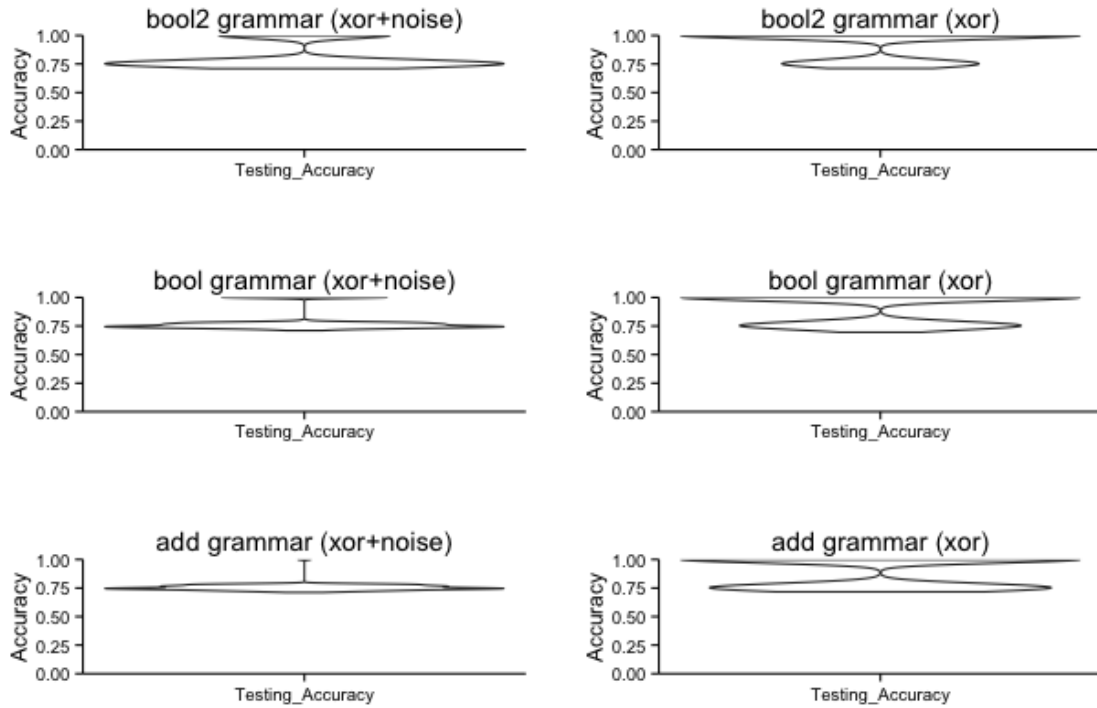 bool2 grammar (xor+noise)
Accuracy
1.00
0.75
0.50
0.25
0.00
Testing_Accuracy
bool2 grammar (xor)
Accuracy
1.00
0.75
0.50
0.25
0.00
Testing_Accuracy
bool grammar (xor+noise)
Accuracy
1.00
0.75
0.50
0.25
0.00
Testing_Accuracy
bool grammar (xor)
Accuracy
1.00
0.75
0.50
0.25
0.00
Testing_Accuracy
add grammar (xor+noise)
Accuracy
1.00
0.75
0.50
0.25
0.00
Testing_Accuracy
add grammar (xor)
Accuracy
1.00
0.75
0.50
0.25
0.00
Testing_Accuracy